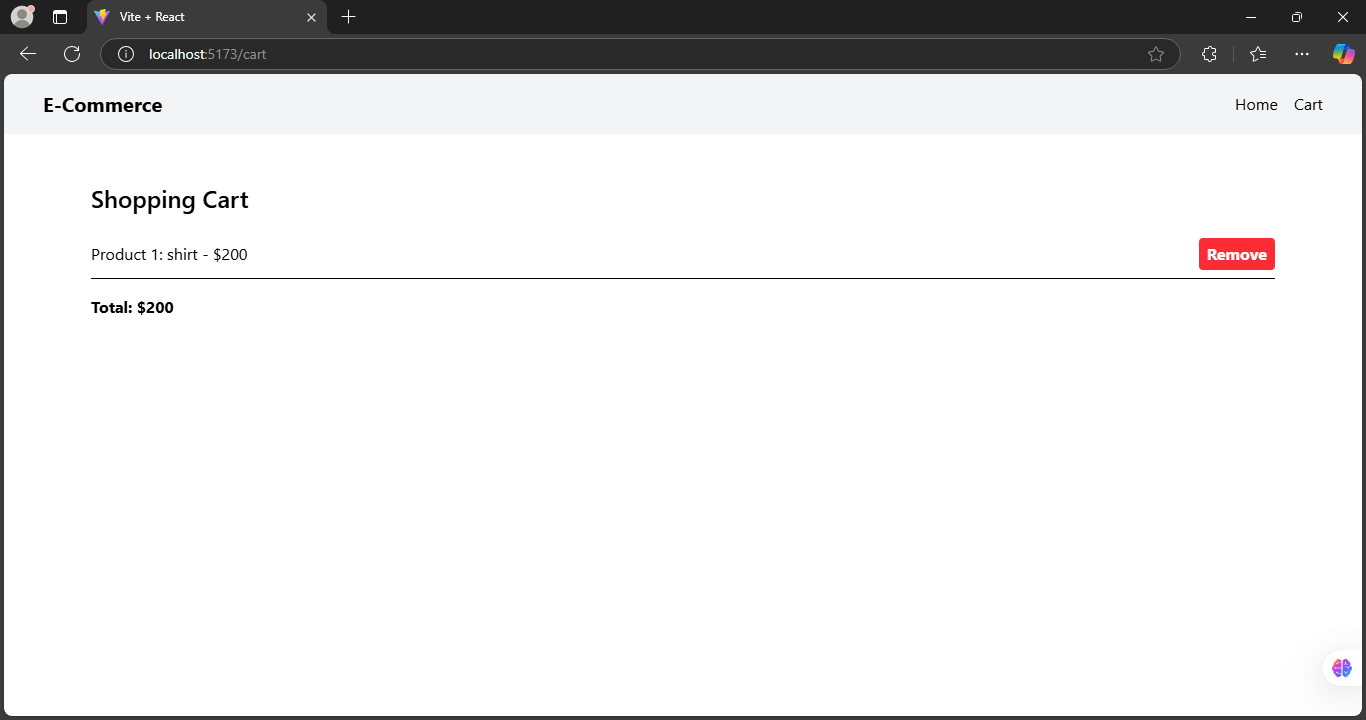 Vite + React
localhost:5173/cart
E-Commerce
Home Cart
Shopping Cart
Product 1: shirt - $200
Remove
Total: $200